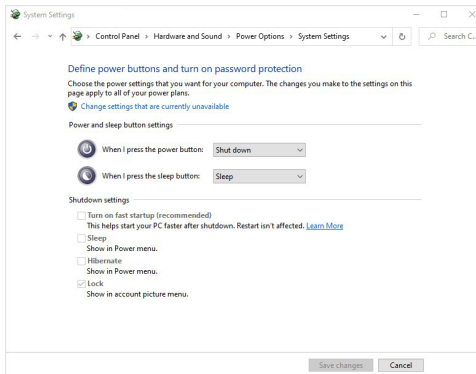 System Settings
Control Panel > Hardware and Sound > Power Options > System Settings
Search C...
Define power buttons and turn on password protection
Choose the power settings that you want for your computer. The changes you make to the settings on this
page apply to all of your power plans.
Change settings that are currently unavailable
Power and sleep button settings
When I press the power button: Shut down
When I press the sleep button: Sleep
Shutdown settings
Turn on fast startup (recommended)
This helps start your PC faster after shutdown. Restart isn't affected. Learn More
Sleep
Show in Power menu.
Hibernate
Show in Power menu.
Lock
Show in account picture menu.
Save changes Cancel